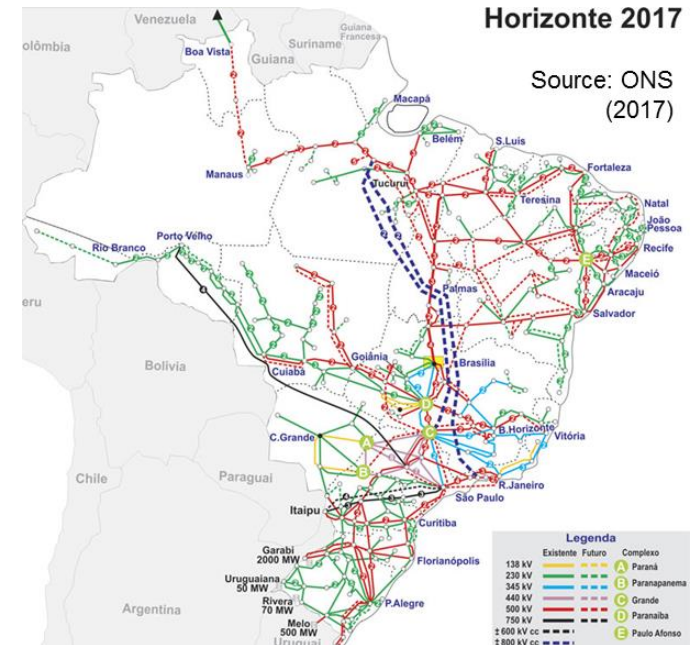 Horizonte 2017
Source: ONS
(2017)
Venezuela
Guiana
Francesa
Suriname
Guiana
olômbia
Boa Vista
Macapá
Belém
S.Luis
Manaus
Fortaleza
Tucuruí
Teresina
Natal
João
Pessoa
Recife
E
Maceió
Aracaju
Salvador
Porto Velho
Rio Branco
Palmas
eru
Bolivia
Cuiabá
Goiânia
Brasília
D
C
B.Horizonte
Vitória
C.Grande
A
B
R.Janeiro
São Paulo
Chile
Paraguai
Itaipu
Curitiba
Garabi
2000 MW
Florianópolis
Uruguaiana
50 MW
Rivera
70 MW
P.Alegre
Melo
500 MW
Argentina
Uruguai
Legenda
Existente Futuro Complexo
138 kV A Paraná
230 kV B Paranapanema
345 kV C Grande
440 kV D Paranaiba
500 kV E Paulo Afonso
750 kV
± 600 kV cc
± 800 kV cc